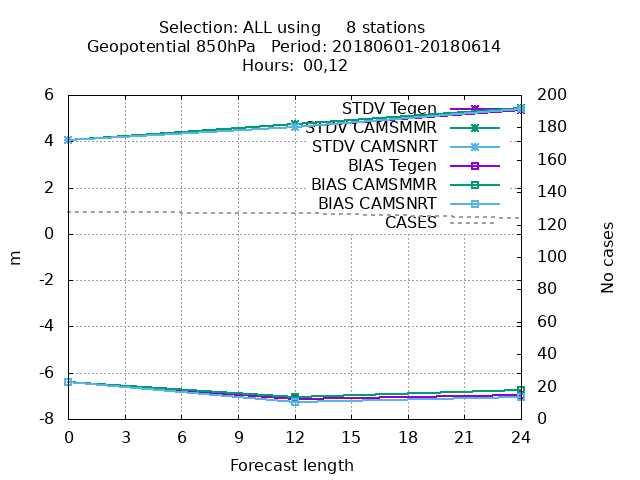 Selection: ALL using     8 stations
Geopotential 850hPa   Period: 20180601-20180614
Hours: 00,12
6
4
2
0
-2
-4
-6
-8
m
200
180
160
140
120
100
80
60
40
20
0
No cases
STDV Tegen
STDV CAMSMMR
STDV CAMSNRT
BIAS Tegen
BIAS CAMSMMR
BIAS CAMSNRT
CASES
0 3 6 9 12 15 18 21 24
Forecast length